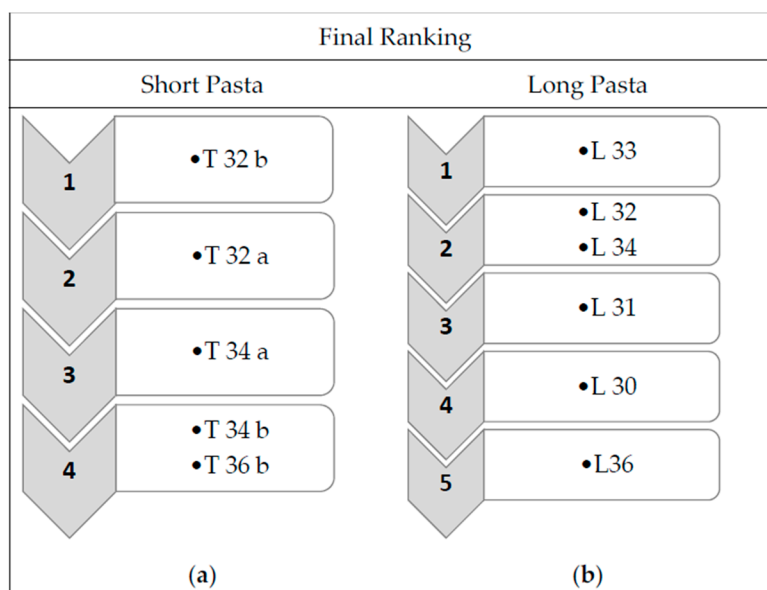 Final Ranking
Short Pasta
1
•T 32 b
2
•T 32 a
3
•T 34 a
4
•T 34 b
•T 36 b
(a)
Long Pasta
1
•L 33
2
•L 32
•L 34
3
•L 31
4
•L 30
5
•L36
(b)